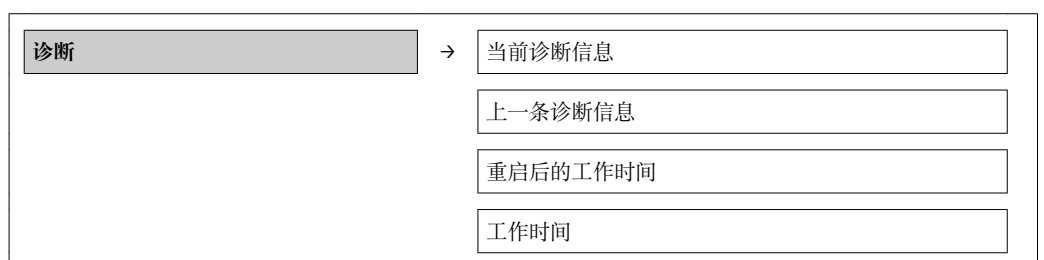 诊断 → 当前诊断信息
上一条诊断信息
重启后的工作时间
工作时间